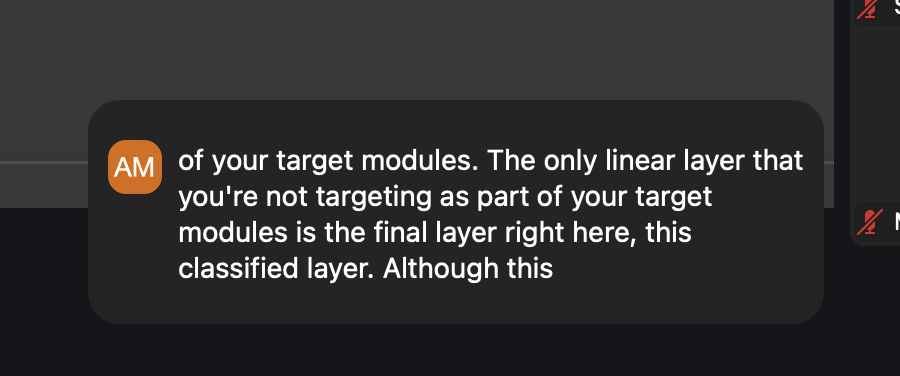 AM
of your target modules. The only linear layer that
you're not targeting as part of your target
modules is the final layer right here, this
classified layer. Although this